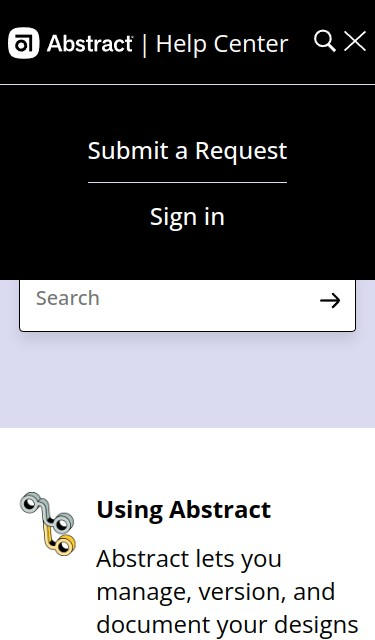 Abstract | Help Center
Submit a Request
Sign in
Search
Using Abstract
Abstract lets you
manage, version, and
document your designs